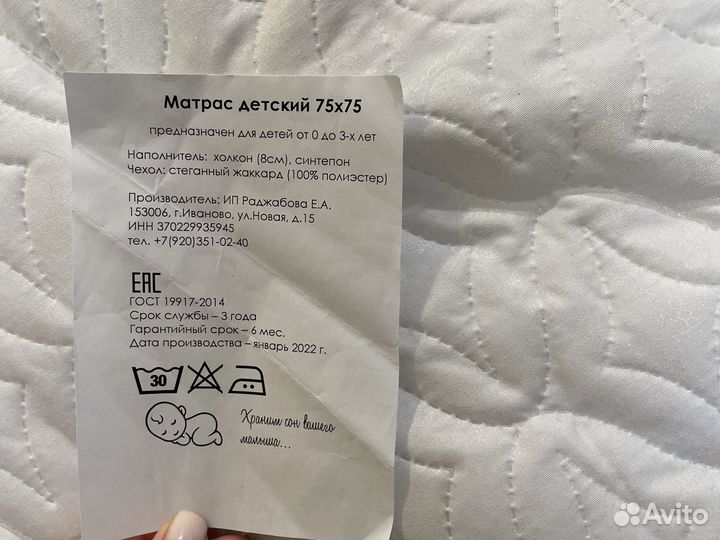 Матрас детский 75х75
предназначен для детей от 0 до 3-х лет
Наполнитель: холкон (8см), синтепон
Чехол: стеганный жаккард (100% полиэстер)
Производитель: ИП Раджабова Е.А.
153006, г.Иваново, ул.Новая, д.15
ИНН 370229935945
тел. +7(920)351-02-40
ЕАС
ГОСТ 19917-2014
Срок службы – 3 года
Гарантийный срок – 6 мес.
Дата производства – январь 2022 г.
30
Храним сон вашего
малыша...
Avito